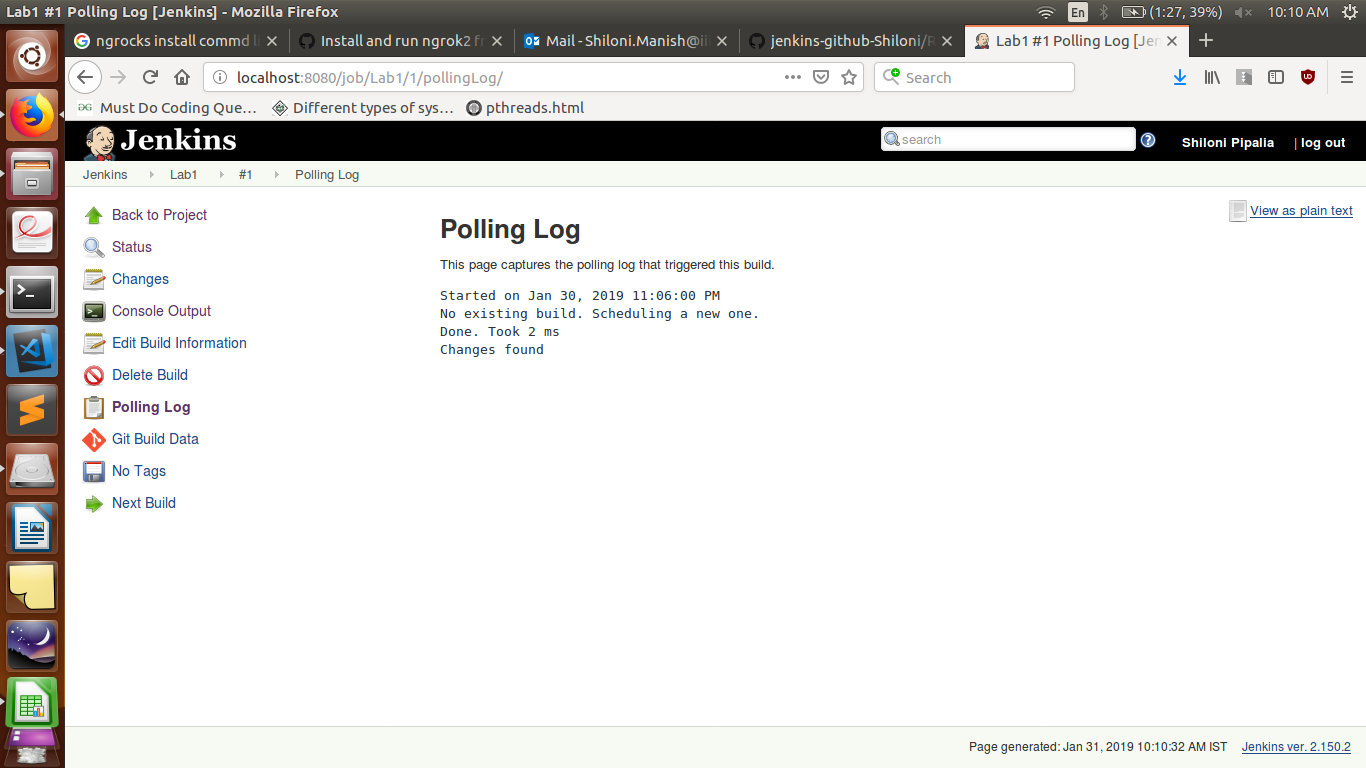 Lab1 #1 Polling Log [Jenkins] - Mozilla Firefox
En
(1:27, 39%)
10:10 AM
ngrocks install commd li
Install and run ngrok2 fr
Mail - Shiloni.Manish@iii
jenkins-github-Shiloni/R
Lab1 #1 Polling Log [Jen
localhost:8080/job/Lab1/1/pollingLog/
Search
Must Do Coding Que...
Different types of sys...
pthreads.html
Jenkins
search
Shiloni Pipalia
| log out
Jenkins
Lab1
#1
Polling Log
Back to Project
Status
Changes
Console Output
Edit Build Information
Delete Build
Polling Log
Git Build Data
No Tags
Next Build
Polling Log
View as plain text
This page captures the polling log that triggered this build.
Started on Jan 30, 2019 11:06:00 PM
No existing build. Scheduling a new one.
Done. Took 2 ms
Changes found
Page generated: Jan 31, 2019 10:10:32 AM IST
Jenkins ver. 2.150.2